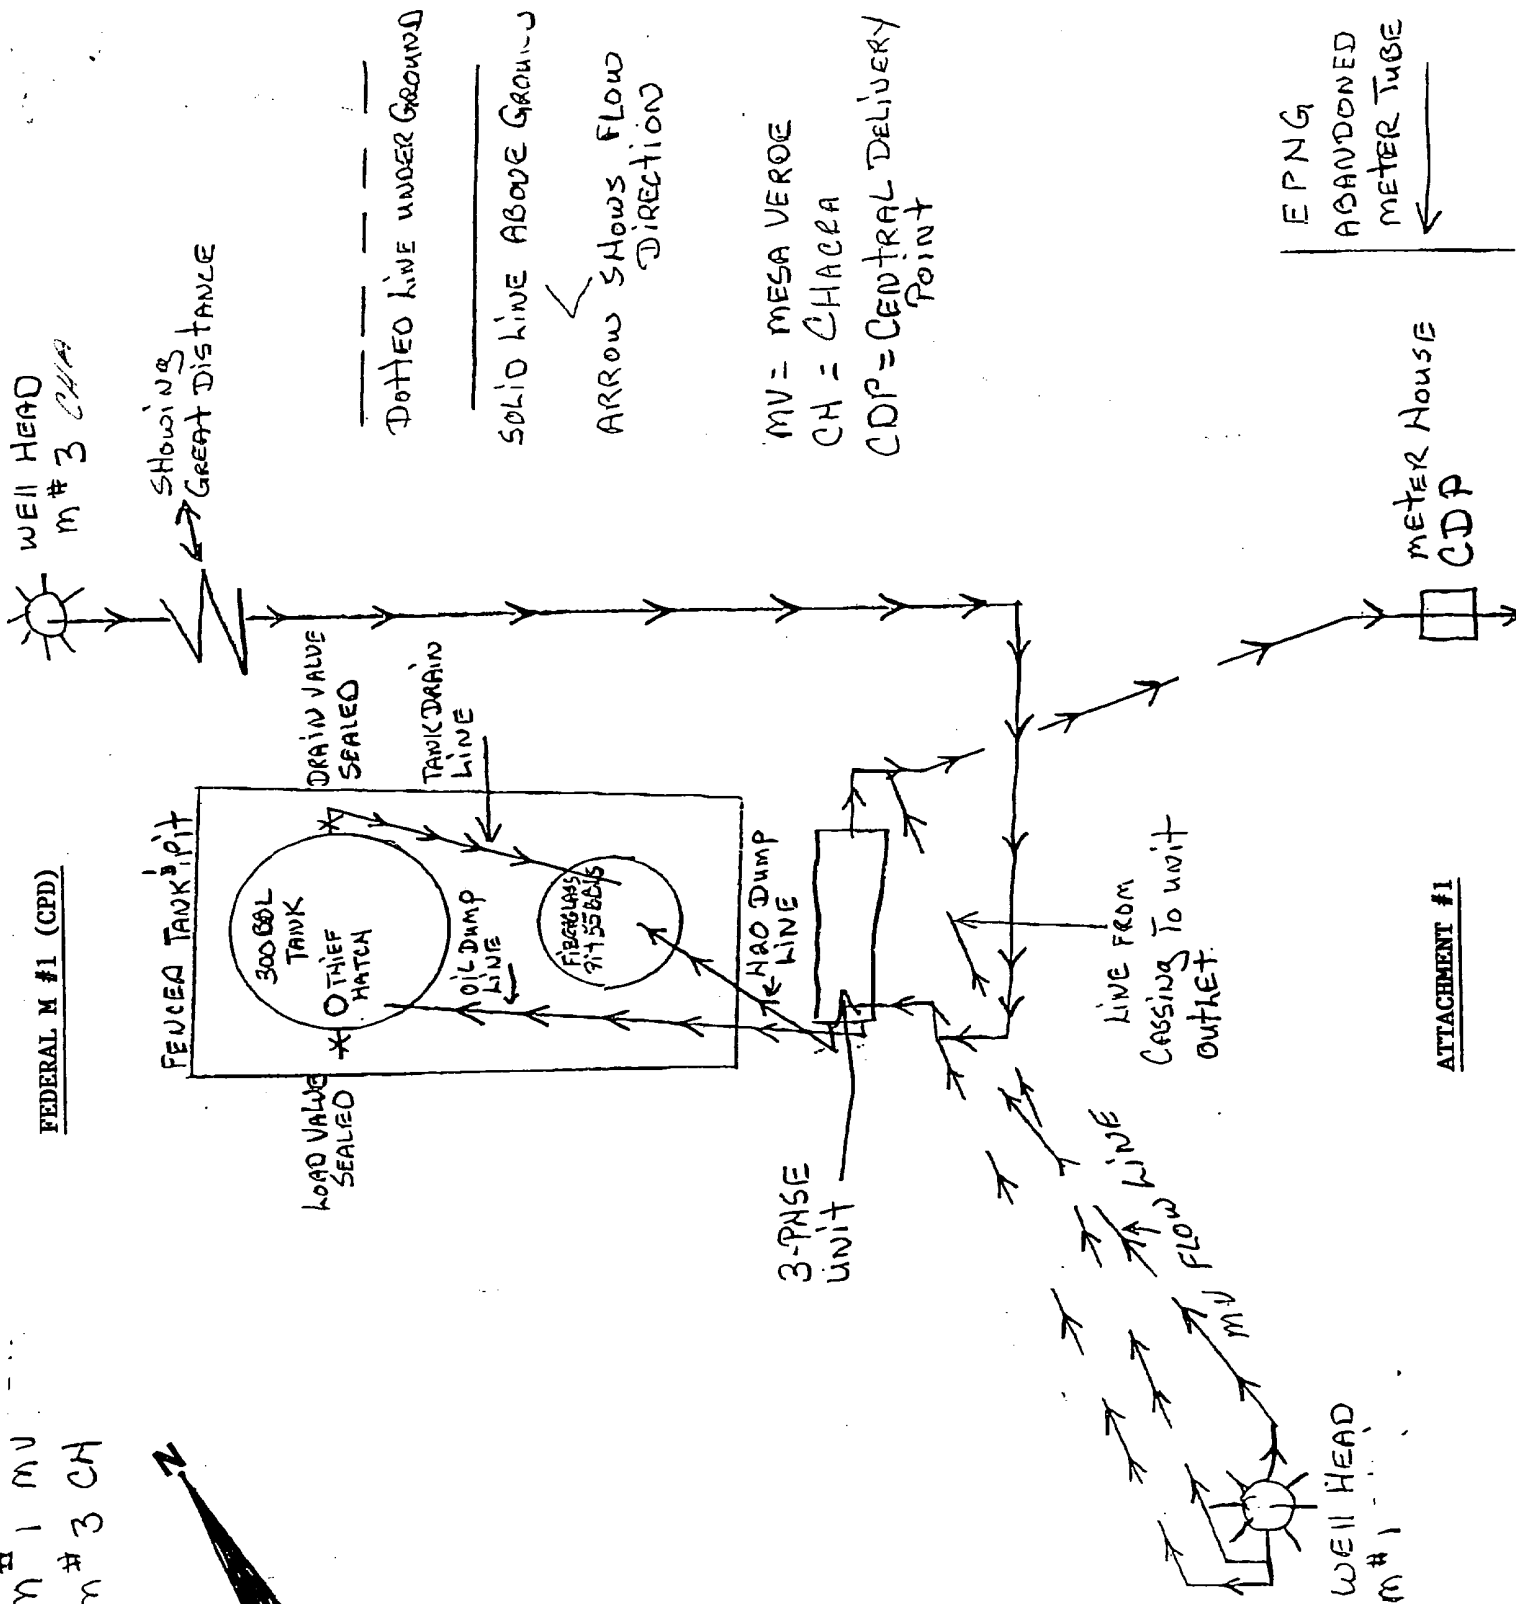 m # 1 MV
m # 3 CH
N
FEDERAL M #1 (CPD)
WEll HEAD
m # 3 CHA
SHOWING
GREAT DISTANCE
FENCED TANK & Pit
LOAD VALVE
SEALED
300 BBL
TANK
O THIEF
HATCH
DRAIN VALVE
SEALED
TANK DRAIN
LINE
OIL DUMP
LINE
FIBERGLASS
Pit 55 BBLS
H2O Dump
LINE
3-PHSE
UNIT
DOTTED LINE UNDER GROUND
SOLID LINE ABOVE GROUND
ARROW SHOWS FLOW
DIRECTION
MV = MESA VERDE
CH = CHACRA
CDP = CENTRAL DELIVERY
POINT
LINE FROM
CASSING TO UNIT
OUTLET.
MV FLOW LINE
WEll HEAD
m # 1
METER HOUSE
CDP
EPNG
ABANDONED
METER TUBE
ATTACHMENT #1